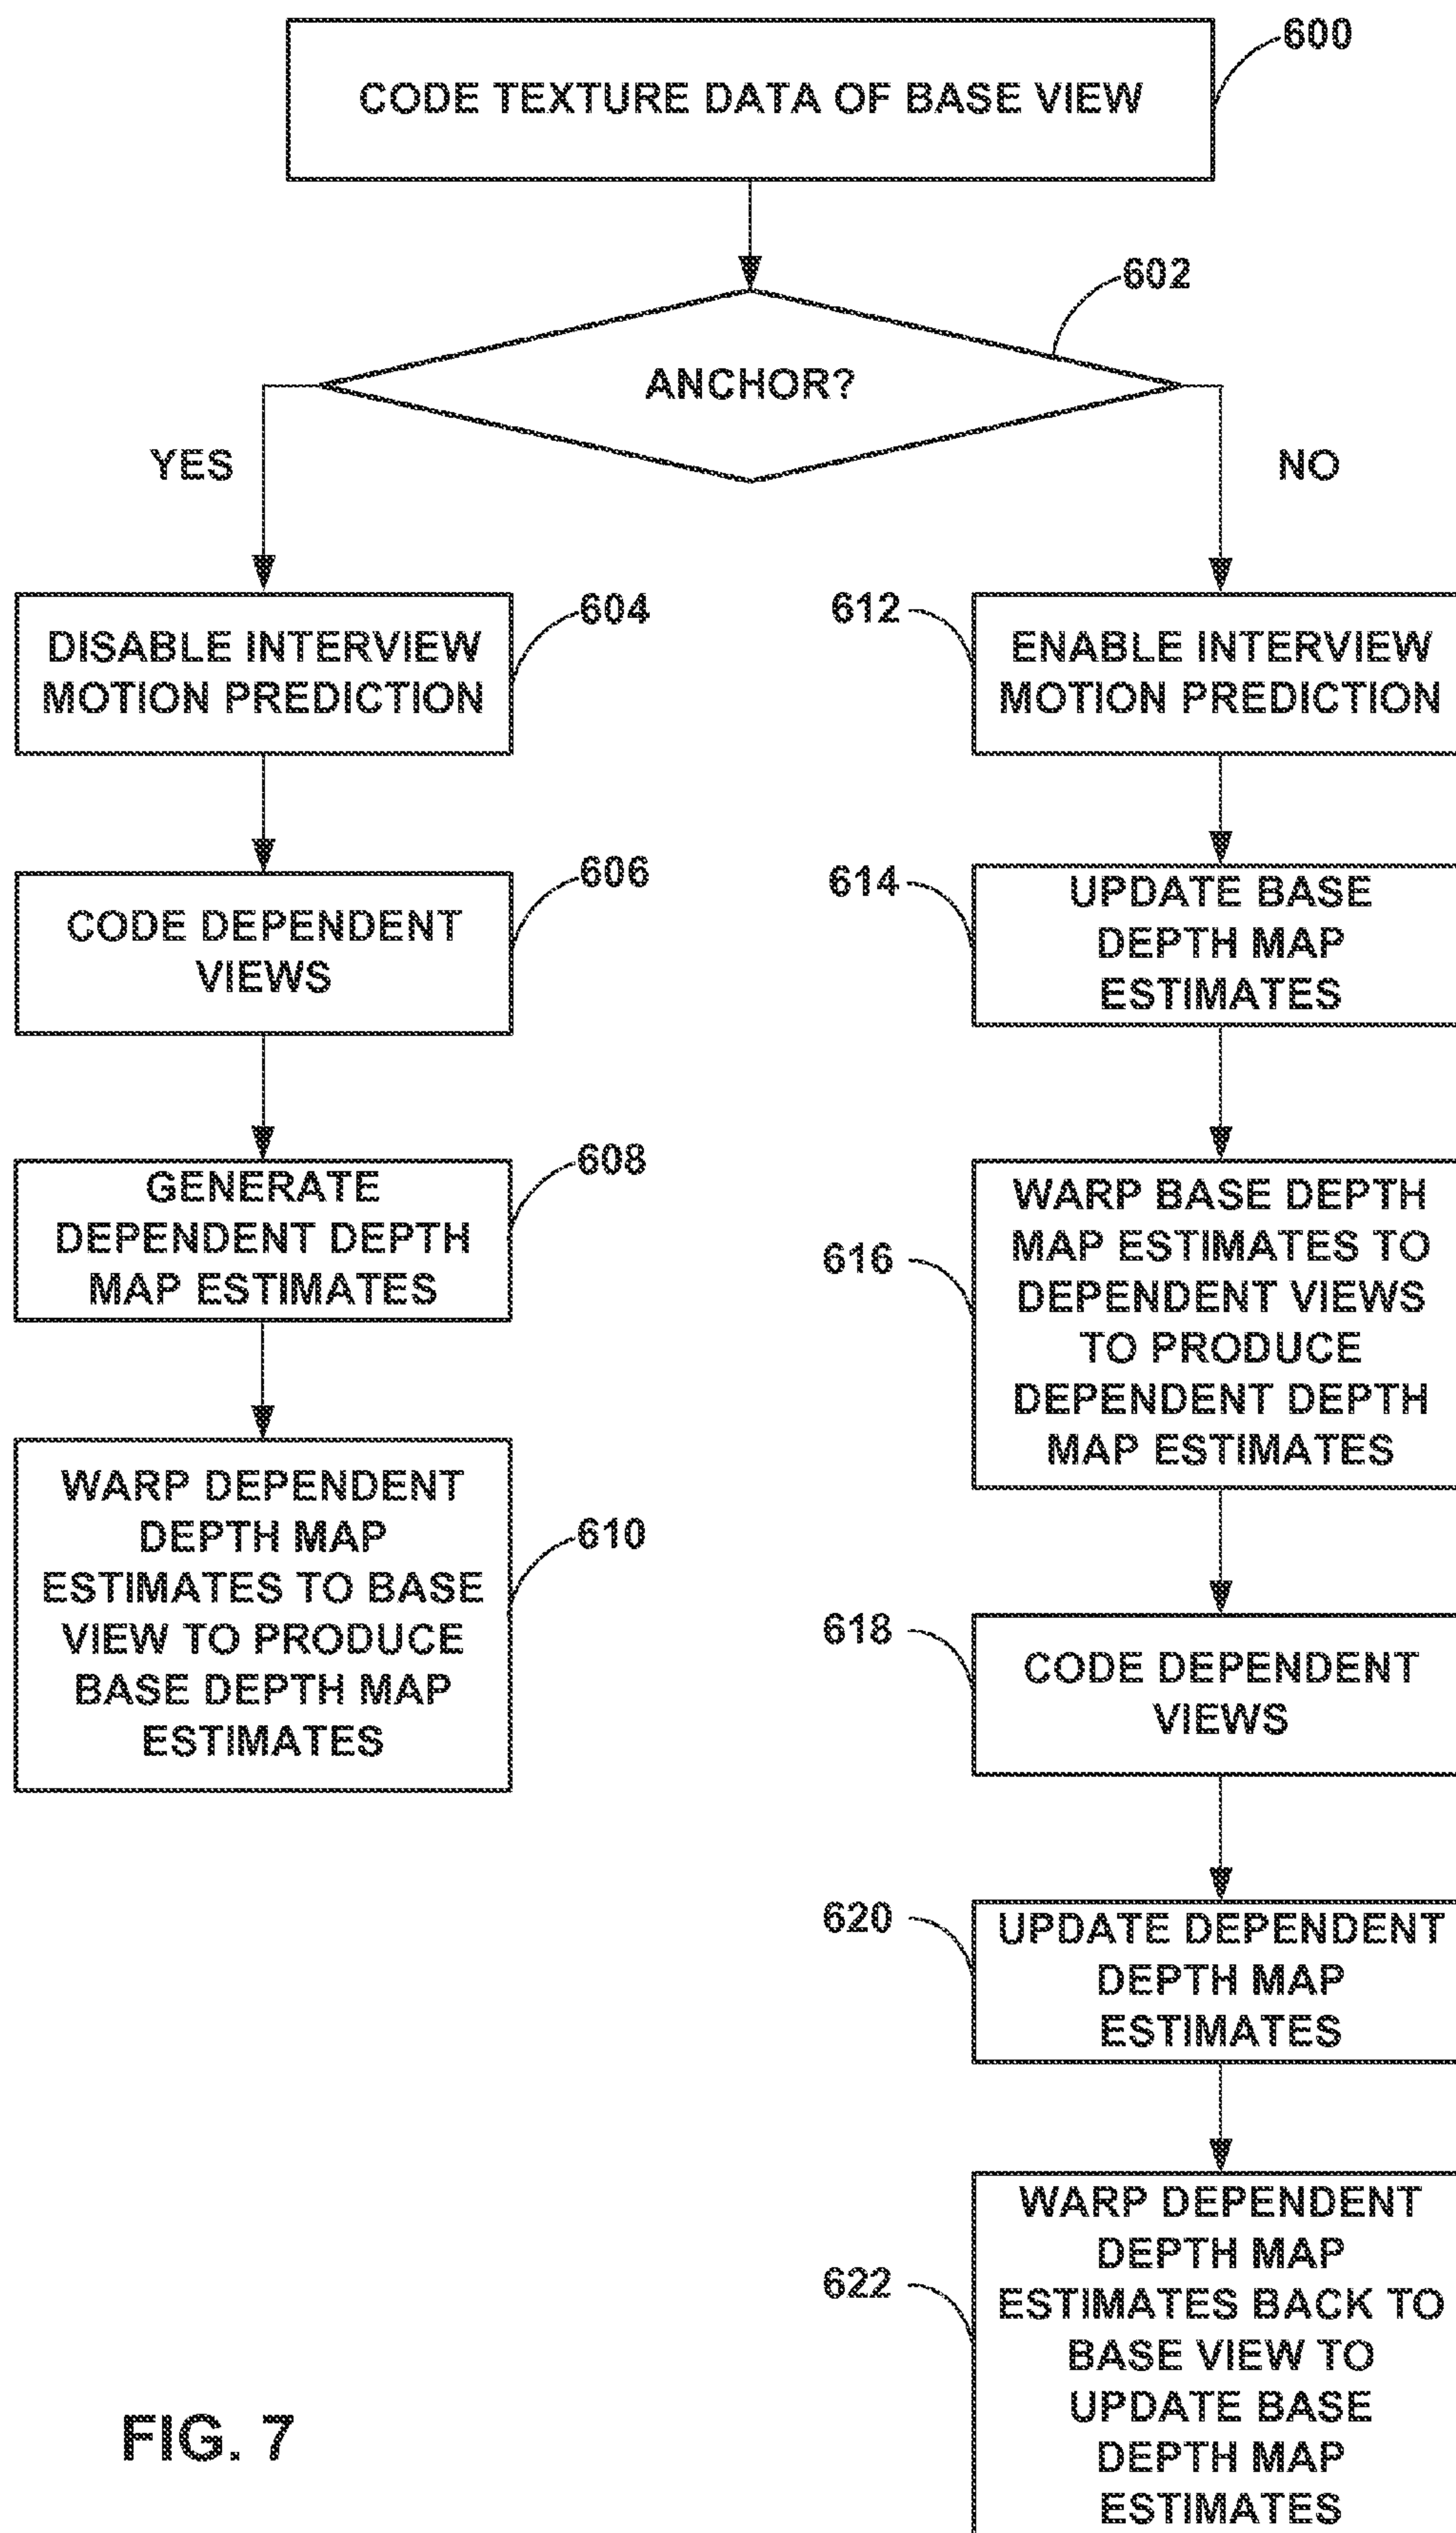 600
CODE TEXTURE DATA OF BASE VIEW
602
ANCHOR?
YES
NO
604
DISABLE INTERVIEW
MOTION PREDICTION
606
CODE DEPENDENT
VIEWS
608
GENERATE
DEPENDENT DEPTH
MAP ESTIMATES
610
WARP DEPENDENT
DEPTH MAP
ESTIMATES TO BASE
VIEW TO PRODUCE
BASE DEPTH MAP
ESTIMATES
612
ENABLE INTERVIEW
MOTION PREDICTION
614
UPDATE BASE
DEPTH MAP
ESTIMATES
616
WARP BASE DEPTH
MAP ESTIMATES TO
DEPENDENT VIEWS
TO PRODUCE
DEPENDENT DEPTH
MAP ESTIMATES
618
CODE DEPENDENT
VIEWS
620
UPDATE DEPENDENT
DEPTH MAP
ESTIMATES
622
WARP DEPENDENT
DEPTH MAP
ESTIMATES BACK TO
BASE VIEW TO
UPDATE BASE
DEPTH MAP
ESTIMATES
FIG. 7